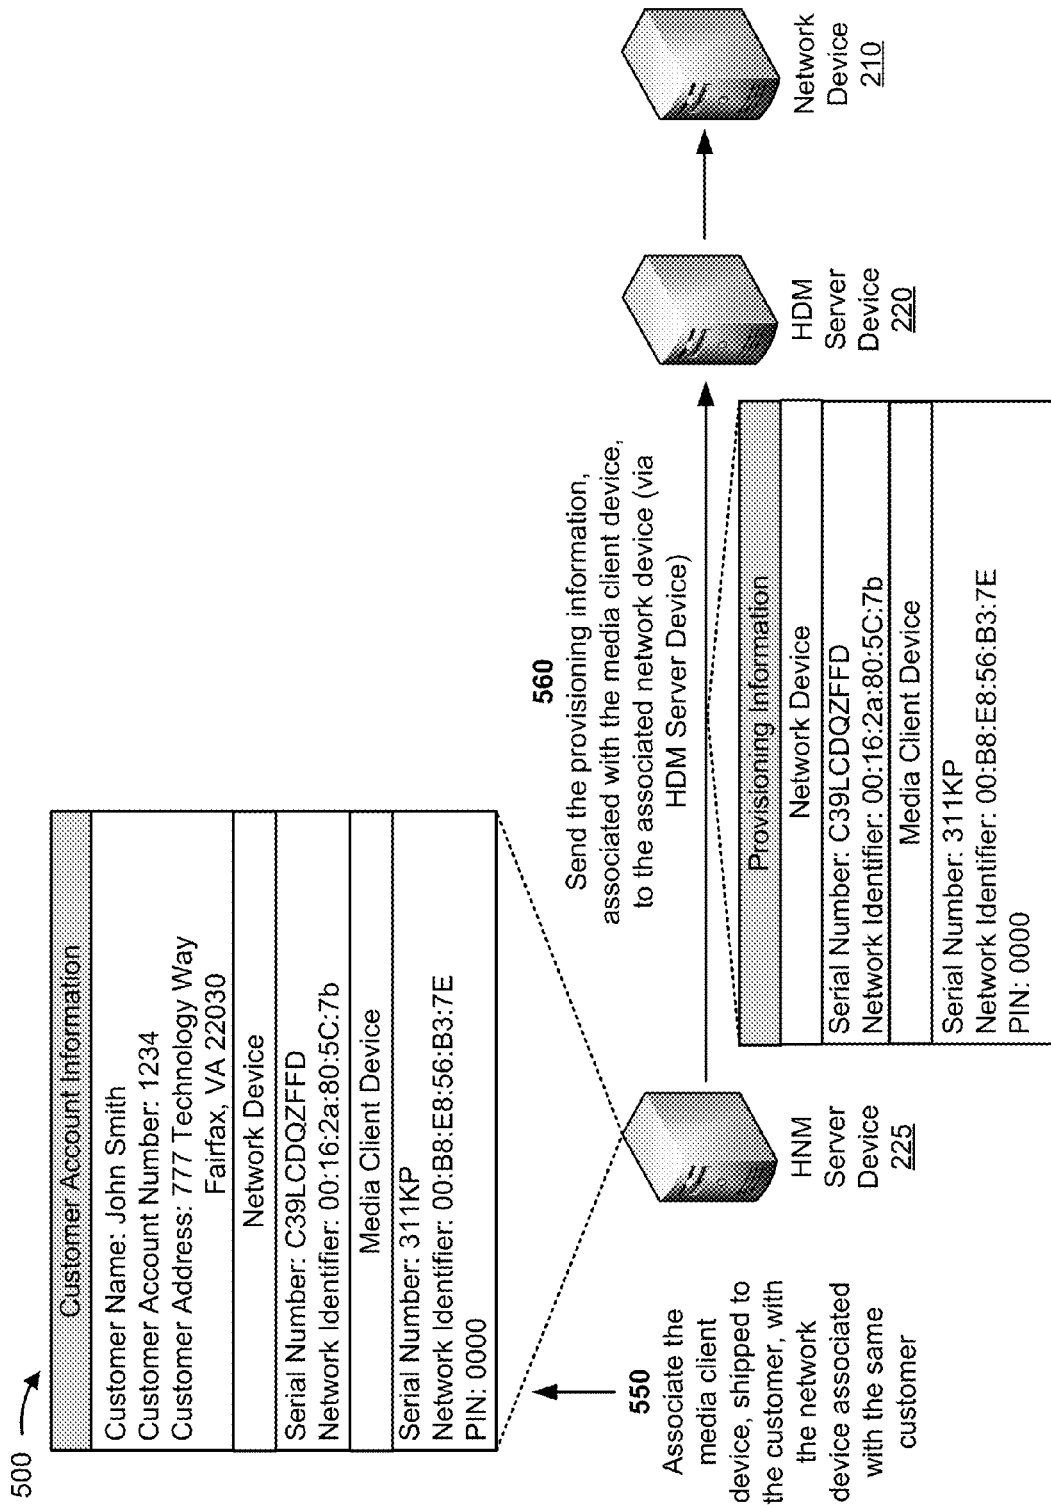 500
Customer Account Information
Customer Name: John Smith
Customer Account Number: 1234
Customer Address: 777 Technology Way
Fairfax, VA 22030
Network Device
Serial Number: C39LCDQZFFD
Network Identifier: 00:16:2a:80:5C:7b
Media Client Device
Serial Number: 311KP
Network Identifier: 00:B8:E8:56:B3:7E
PIN: 0000
550
Associate the
media client
device, shipped to
the customer, with
the network
device associated
with the same
customer
HNM
Server
Device
225
560
Send the provisioning information,
associated with the media client device,
to the associated network device (via
HDM Server Device)
Provisioning Information
Network Device
Serial Number: C39LCDQZFFD
Network Identifier: 00:16:2a:80:5C:7b
Media Client Device
Serial Number: 311KP
Network Identifier: 00:B8:E8:56:B3:7E
PIN: 0000
HDM
Server
Device
220
Network
Device
210